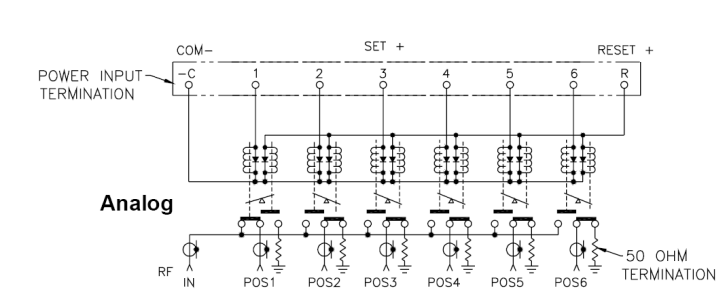 COM- SET + RESET +
-C 1 2 3 4 5 6 R
POWER INPUT
TERMINATION
Analog
50 OHM
TERMINATION
RF
IN POS1 POS2 POS3 POS4 POS5 POS6